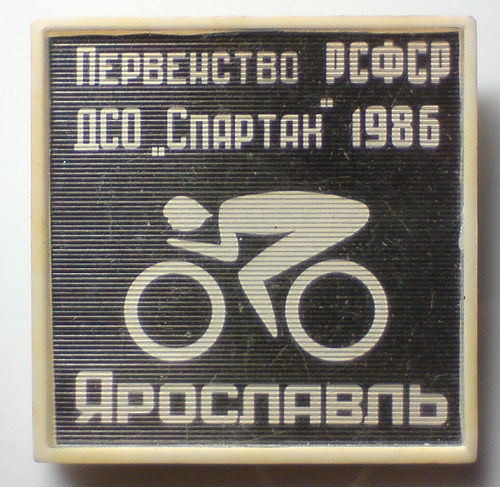 Первенство РСФСР
ДСО „Спартак" 1986
Ярославль